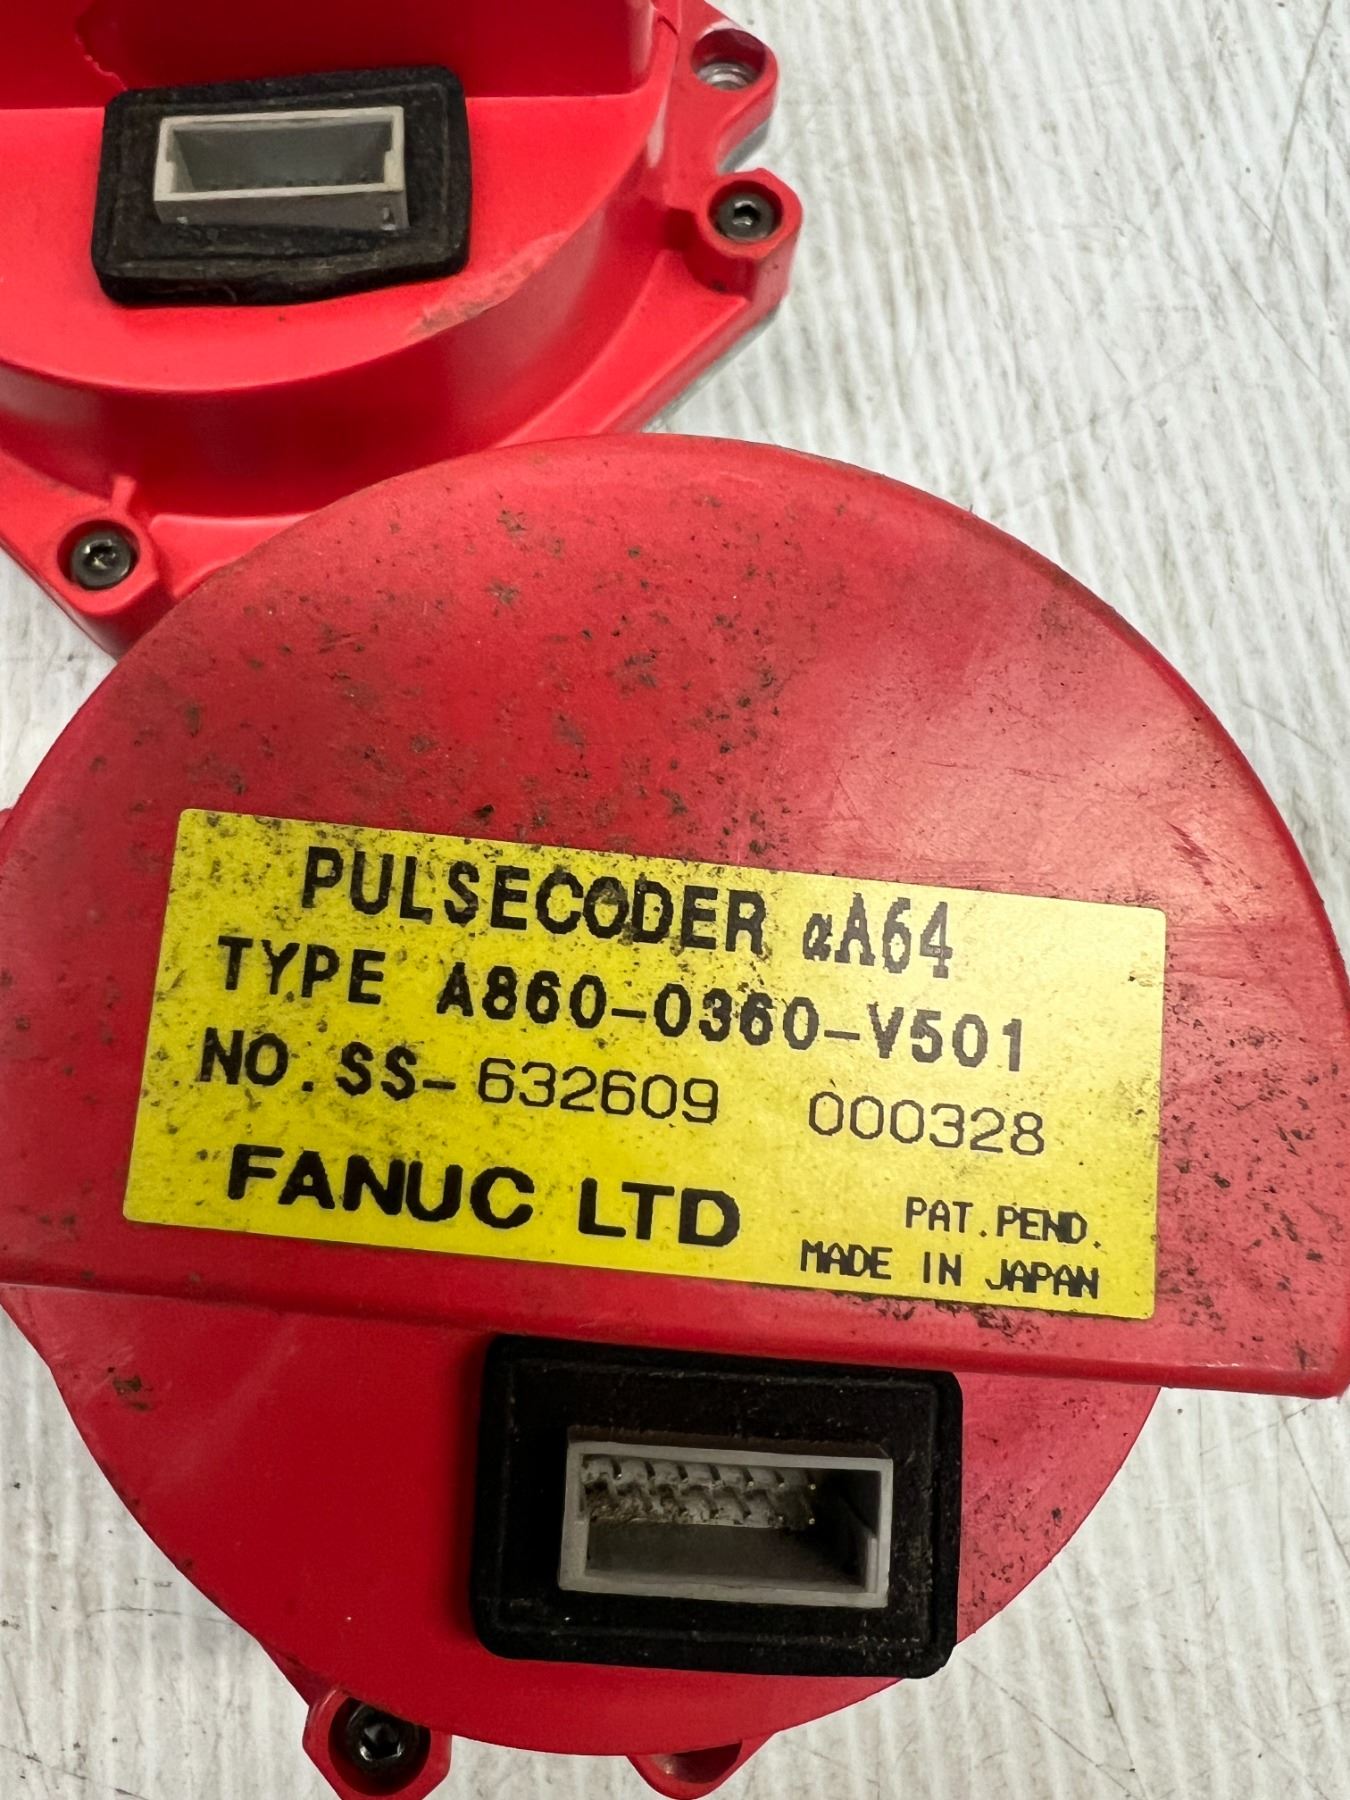 PULSECODER αA64
TYPE A860-0360-V501
NO. SS-632609 000328
FANUC LTD
PAT. PEND.
MADE IN JAPAN